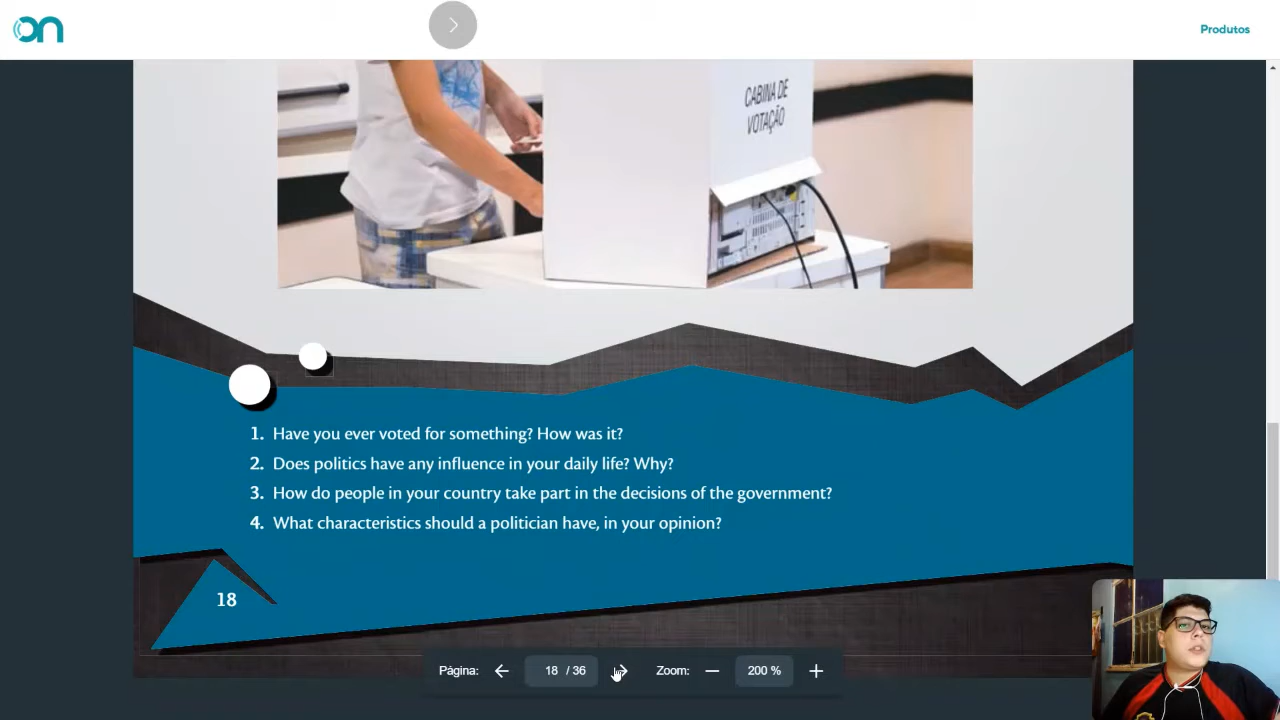 on
Produtos
CABINA DE
VOTAÇÃO
1. Have you ever voted for something? How was it?
2. Does politics have any influence in your daily life? Why?
3. How do people in your country take part in the decisions of the government?
4. What characteristics should a politician have, in your opinion?
18
Página: 18 / 36 Zoom: 200 %